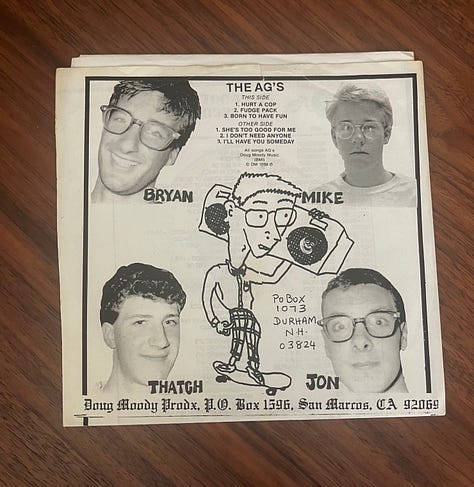 THE AG'S
THIS SIDE
1. HURT A COP
2. FUDGE PACK
3. BORN TO HAVE FUN
OTHER SIDE
1. SHE'S TOO GOOD FOR ME
2. I DON'T NEED ANYONE
3. I'LL HAVE YOU SOMEDAY
All songs AG's
Doug Moody Music
(BMI)
BRYAN
MIKE
PO BOX
1073
DURHAM
N.H.
03824
THATCH
JON
Doug Moody Prodx, P.O. Box 1596, San Marcos, CA 92069